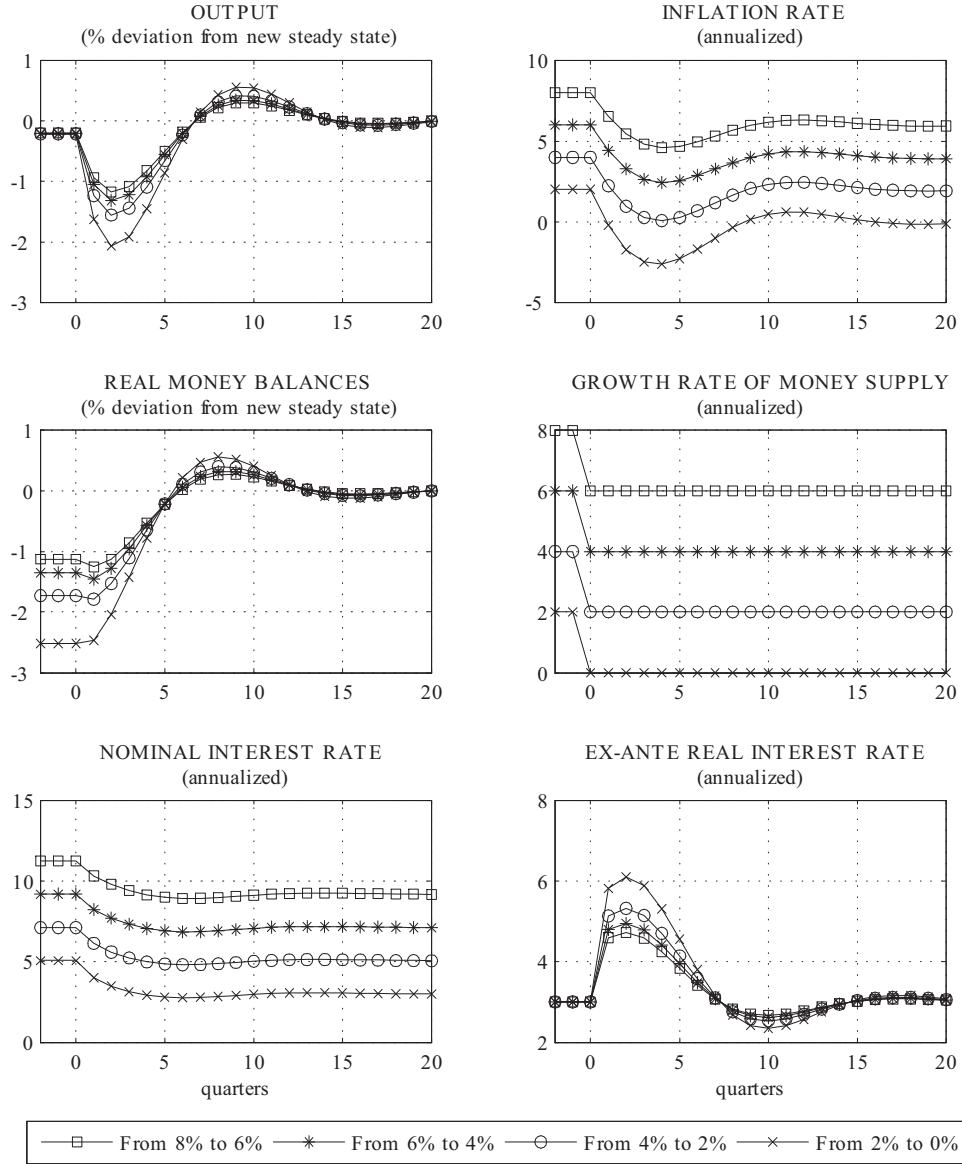 OUTPUT
(% deviation from new steady state)
1
0
-1
-2
-3
0 5 10 15 20
INFLATION RATE
(annualized)
10
5
0
-5
0 5 10 15 20
REAL MONEY BALANCES
(% deviation from new steady state)
1
0
-1
-2
-3
0 5 10 15 20
GROWTH RATE OF MONEY SUPPLY
(annualized)
8
6
4
2
0
0 5 10 15 20
NOMINAL INTEREST RATE
(annualized)
15
10
5
0
0 5 10 15 20
quarters
EX-ANTE REAL INTEREST RATE
(annualized)
8
6
4
2
0 5 10 15 20
quarters
From 8% to 6% From 6% to 4% From 4% to 2% From 2% to 0%